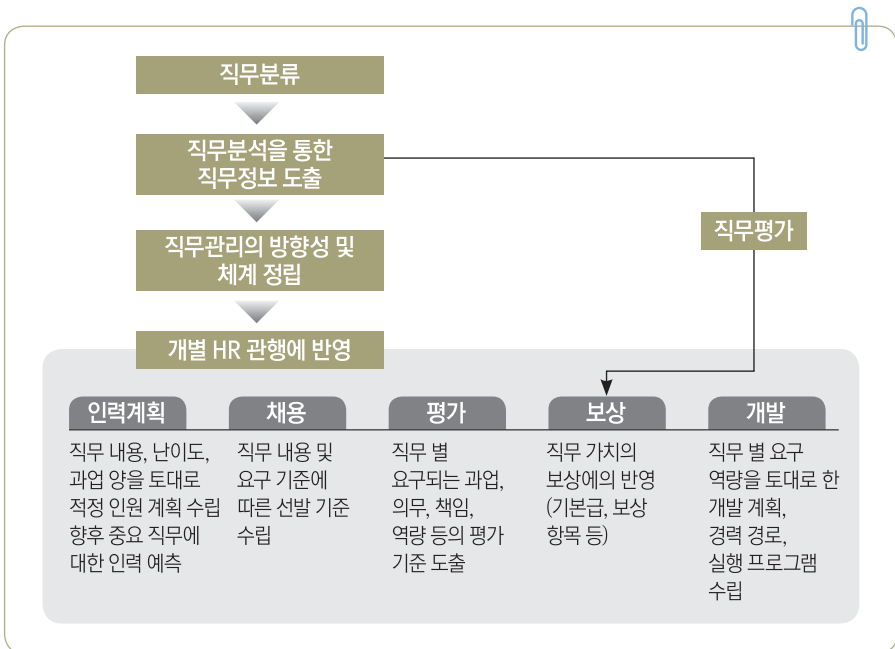 직무분류
직무분석을 통한
직무정보 도출
직무평가
직무관리의 방향성 및
체계 정립
개별 HR 관행에 반영
인력계획
직무 내용, 난이도,
과업 양을 토대로
적정 인원 계획 수립
향후 중요 직무에
대한 인력 예측
채용
직무 내용 및
요구 기준에
따른 선발 기준
수립
평가
직무 별
요구되는 과업,
의무, 책임,
역량 등의 평가
기준 도출
보상
직무 가치의
보상에의 반영
(기본급, 보상
항목 등)
개발
직무 별 요구
역량을 토대로 한
개발 계획,
경력 경로,
실행 프로그램
수립